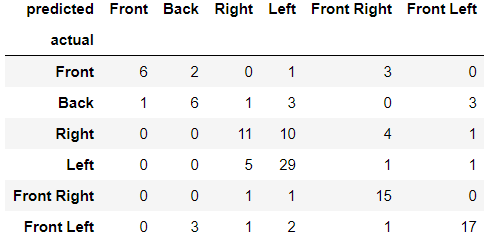 predicted Front Back Right Left Front Right Front Left
actual
Front 6 2 0 1 3 0
Back 1 6 1 3 0 3
Right 0 0 11 10 4 1
Left 0 0 5 29 1 1
Front Right 0 0 1 1 15 0
Front Left 0 3 1 2 1 17